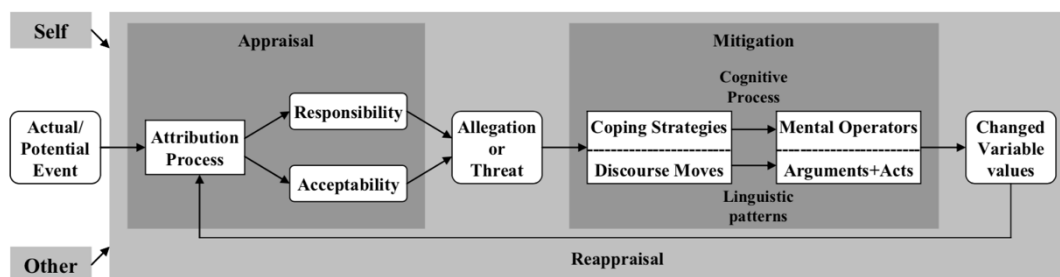 Self
Appraisal
Mitigation
Cognitive
Process
Actual/
Potential
Event
Attribution
Process
Responsibility
Acceptability
Allegation
or
Threat
Coping Strategies
Discourse Moves
Mental Operators
Arguments+Acts
Linguistic
patterns
Changed
Variable
values
Other
Reappraisal